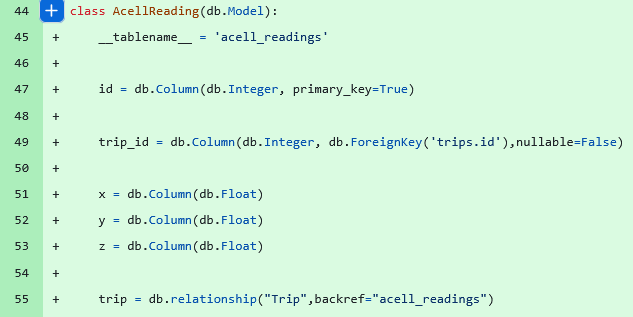 44 + class AcellReading(db.Model):
45 + __tablename__ = 'acell_readings'
46 +
47 + id = db.Column(db.Integer, primary_key=True)
48 +
49 + trip_id = db.Column(db.Integer, db.ForeignKey('trips.id'),nullable=False)
50 +
51 + x = db.Column(db.Float)
52 + y = db.Column(db.Float)
53 + z = db.Column(db.Float)
54 +
55 + trip = db.relationship("Trip",backref="acell_readings")